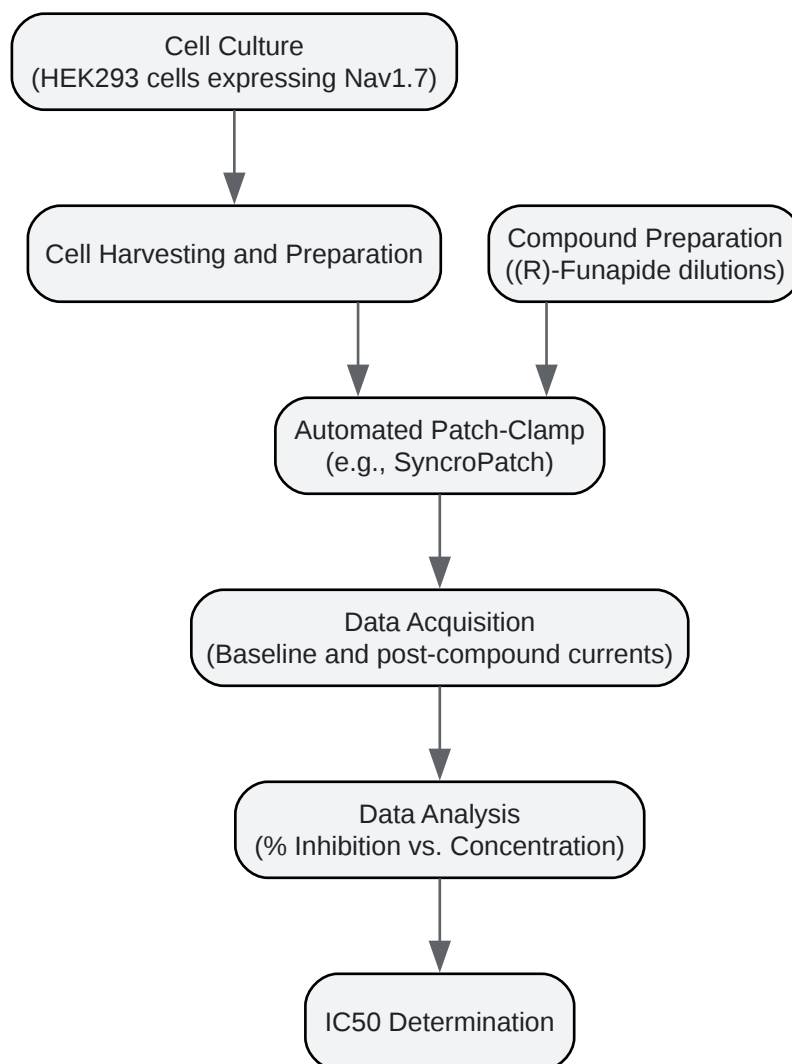 Cell Culture
(HEK293 cells expressing Nav1.7)
Cell Harvesting and Preparation
Compound Preparation
((R)-Funapide dilutions)
Automated Patch-Clamp
(e.g., SyncroPatch)
Data Acquisition
(Baseline and post-compound currents)
Data Analysis
(% Inhibition vs. Concentration)
IC50 Determination